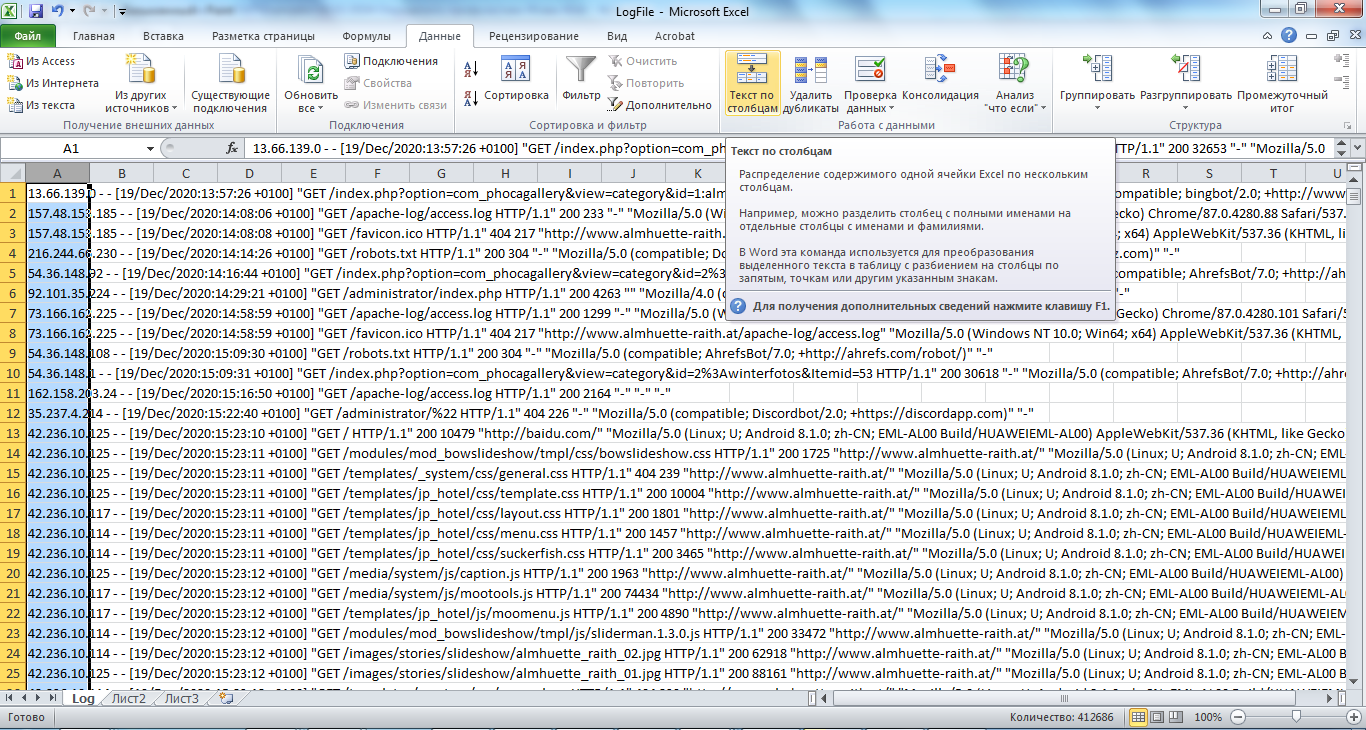 LogFile - Microsoft Excel
Файл Главная Вставка Разметка страницы Формулы Данные Рецензирование Вид Acrobat
Из Access
Из Интернета
Из текста
Из других источников
Существующие подключения
Получение внешних данных
Обновить все
Подключения
Свойства
Изменить связи
Подключения
Сортировка
Фильтр
Очистить
Повторить
Дополнительно
Сортировка и фильтр
Текст по столбцам
Удалить дубликаты
Проверка данных
Консолидация
Анализ "что если"
Работа с данными
Группировать
Разгруппировать
Промежуточный итог
Структура
A1 fx 13.66.139.0 - - [19/Dec/2020:13:57:26 +0100] "GET /index.php?option=com_ph TP/1.1" 200 32653 "-" "Mozilla/5.0
Текст по столбцам
Распределение содержимого одной ячейки Excel по нескольким
столбцам.
Например, можно разделить столбец с полными именами на
отдельные столбцы с именами и фамилиями.
В Word эта команда используется для преобразования
выделенного текста в таблицу с разбиением на столбцы по
запятым, точкам или другим указанным знакам.
Для получения дополнительных сведений нажмите клавишу F1.
A B C D E F G H I J K R S T U
1 13.66.139.0 - - [19/Dec/2020:13:57:26 +0100] "GET /index.php?option=com_phocagallery&view=category&id=1:alm mpatible; bingbot/2.0; +http://www
2 157.48.153.185 - - [19/Dec/2020:14:08:06 +0100] "GET /apache-log/access.log HTTP/1.1" 200 233 "-" "Mozilla/5.0 (Wi ecko) Chrome/87.0.4280.88 Safari/537.
3 157.48.153.185 - - [19/Dec/2020:14:08:08 +0100] "GET /favicon.ico HTTP/1.1" 404 217 "http://www.almhuette-rait ; x64) AppleWebKit/537.36 (KHTML, lik
4 216.244.66.230 - - [19/Dec/2020:14:14:26 +0100] "GET /robots.txt HTTP/1.1" 200 304 "-" "Mozilla/5.0 (compatible; Do z.com)" "-"
5 54.36.148.92 - - [19/Dec/2020:14:16:44 +0100] "GET /index.php?option=com_phocagallery&view=category&id=2%3 mpatible; AhrefsBot/7.0; +http://ah
6 92.101.35.224 - - [19/Dec/2020:14:29:21 +0100] "GET /administrator/index.php HTTP/1.1" 200 4263 "" "Mozilla/4.0 (c "-"
7 73.166.162.225 - - [19/Dec/2020:14:58:59 +0100] "GET /apache-log/access.log HTTP/1.1" 200 1299 "-" "Mozilla/5.0 (W Gecko) Chrome/87.0.4280.101 Safari/5
8 73.166.162.225 - - [19/Dec/2020:14:58:59 +0100] "GET /favicon.ico HTTP/1.1" 404 217 "http://www.almhuette-raith.at/apache-log/access.log" "Mozilla/5.0 (Windows NT 10.0; Win64; x64) AppleWebKit/537.36 (KHTML,
9 54.36.148.108 - - [19/Dec/2020:15:09:30 +0100] "GET /robots.txt HTTP/1.1" 200 304 "-" "Mozilla/5.0 (compatible; AhrefsBot/7.0; +http://ahrefs.com/robot/)" "-"
10 54.36.148.1 - - [19/Dec/2020:15:09:31 +0100] "GET /index.php?option=com_phocagallery&view=category&id=2%3Awinterfotos&Itemid=53 HTTP/1.1" 200 30618 "-" "Mozilla/5.0 (compatible; AhrefsBot/7.0; +http://ahre
11 162.158.203.24 - - [19/Dec/2020:15:16:50 +0100] "GET /apache-log/access.log HTTP/1.1" 200 2164 "-" "-" "-"
12 35.237.4.214 - - [19/Dec/2020:15:22:40 +0100] "GET /administrator/%22 HTTP/1.1" 404 226 "-" "Mozilla/5.0 (compatible; Discordbot/2.0; +https://discordapp.com)" "-"
13 42.236.10.125 - - [19/Dec/2020:15:23:10 +0100] "GET / HTTP/1.1" 200 10479 "http://baidu.com/" "Mozilla/5.0 (Linux; U; Android 8.1.0; zh-CN; EML-AL00 Build/HUAWEIEML-AL00) AppleWebKit/537.36 (KHTML, like Gecko
14 42.236.10.125 - - [19/Dec/2020:15:23:11 +0100] "GET /modules/mod_bowslideshow/tmpl/css/bowslideshow.css HTTP/1.1" 200 1725 "http://www.almhuette-raith.at/" "Mozilla/5.0 (Linux; U; Android 8.1.0; zh-CN; EML-AL00 Build/HU
15 42.236.10.125 - - [19/Dec/2020:15:23:11 +0100] "GET /templates/_system/css/general.css HTTP/1.1" 404 239 "http://www.almhuette-raith.at/" "Mozilla/5.0 (Linux; U; Android 8.1.0; zh-CN; EML-AL00 Build/HUAWEIEML
16 42.236.10.125 - - [19/Dec/2020:15:23:11 +0100] "GET /templates/jp_hotel/css/template.css HTTP/1.1" 200 10004 "http://www.almhuette-raith.at/" "Mozilla/5.0 (Linux; U; Android 8.1.0; zh-CN; EML-AL00 Build/HUAWEI
17 42.236.10.117 - - [19/Dec/2020:15:23:11 +0100] "GET /templates/jp_hotel/css/layout.css HTTP/1.1" 200 1801 "http://www.almhuette-raith.at/" "Mozilla/5.0 (Linux; U; Android 8.1.0; zh-CN; EML-AL00 Build/HUAWEIEML
18 42.236.10.114 - - [19/Dec/2020:15:23:11 +0100] "GET /templates/jp_hotel/css/menu.css HTTP/1.1" 200 1457 "http://www.almhuette-raith.at/" "Mozilla/5.0 (Linux; U; Android 8.1.0; zh-CN; EML-AL00 Build/HUAWEIEML
19 42.236.10.114 - - [19/Dec/2020:15:23:11 +0100] "GET /templates/jp_hotel/css/suckerfish.css HTTP/1.1" 200 3465 "http://www.almhuette-raith.at/" "Mozilla/5.0 (Linux; U; Android 8.1.0; zh-CN; EML-AL00 Build/HUAWEI
20 42.236.10.114 - - [19/Dec/2020:15:23:12 +0100] "GET /media/system/js/caption.js HTTP/1.1" 200 1963 "http://www.almhuette-raith.at/" "Mozilla/5.0 (Linux; U; Android 8.1.0; zh-CN; EML-AL00 Build/HUAWEIEML-AL00)
21 42.236.10.117 - - [19/Dec/2020:15:23:12 +0100] "GET /media/system/js/mootools.js HTTP/1.1" 200 74434 "http://www.almhuette-raith.at/" "Mozilla/5.0 (Linux; U; Android 8.1.0; zh-CN; EML-AL00 Build/HUAWEIEML-AL
22 42.236.10.117 - - [19/Dec/2020:15:23:12 +0100] "GET /templates/jp_hotel/js/moomenu.js HTTP/1.1" 200 4890 "http://www.almhuette-raith.at/" "Mozilla/5.0 (Linux; U; Android 8.1.0; zh-CN; EML-AL00 Build/HUAWEIEM
23 42.236.10.114 - - [19/Dec/2020:15:23:12 +0100] "GET /modules/mod_bowslideshow/tmpl/js/sliderman.1.3.0.js HTTP/1.1" 200 33472 "http://www.almhuette-raith.at/" "Mozilla/5.0 (Linux; U; Android 8.1.0; zh-CN; EML-
24 42.236.10.114 - - [19/Dec/2020:15:23:12 +0100] "GET /images/stories/slideshow/almhuette_raith_02.jpg HTTP/1.1" 200 62918 "http://www.almhuette-raith.at/" "Mozilla/5.0 (Linux; U; Android 8.1.0; zh-CN; EML-AL00
25 42.236.10.125 - - [19/Dec/2020:15:23:12 +0100] "GET /images/stories/slideshow/almhuette_raith_01.jpg HTTP/1.1" 200 88161 "http://www.almhuette-raith.at/" "Mozilla/5.0 (Linux; U; Android 8.1.0; zh-CN; EML-AL00
Log Лист2 Лист3
Готово Количество: 412686 100%